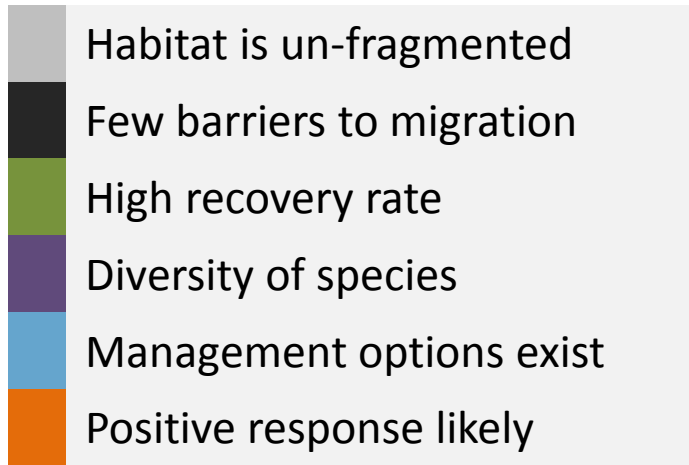 Habitat is un-fragmented
Few barriers to migration
High recovery rate
Diversity of species
Management options exist
Positive response likely